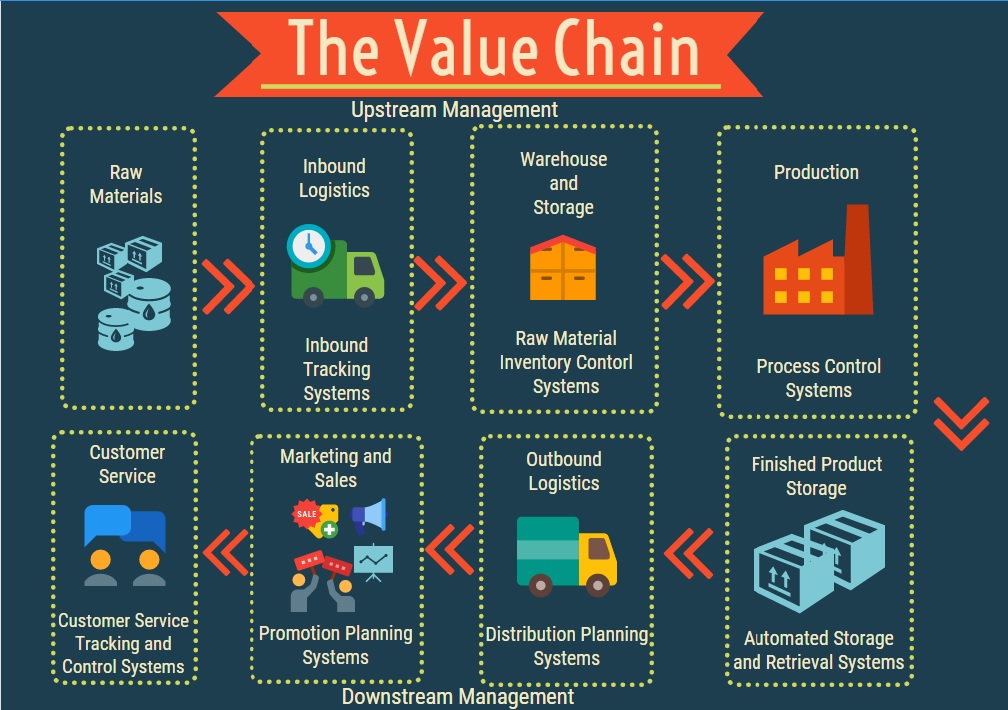 The Value Chain
Upstream Management
Raw
Materials
Inbound
Logistics
Inbound
Tracking
Systems
Warehouse
and
Storage
Raw Material
Inventory Contorl
Systems
Production
Process Control
Systems
Finished Product
Storage
Automated Storage
and Retrieval Systems
Outbound
Logistics
Distribution Planning
Systems
Marketing and
Sales
SALE
Promotion Planning
Systems
Customer
Service
Customer Service
Tracking and
Control Systems
Downstream Management